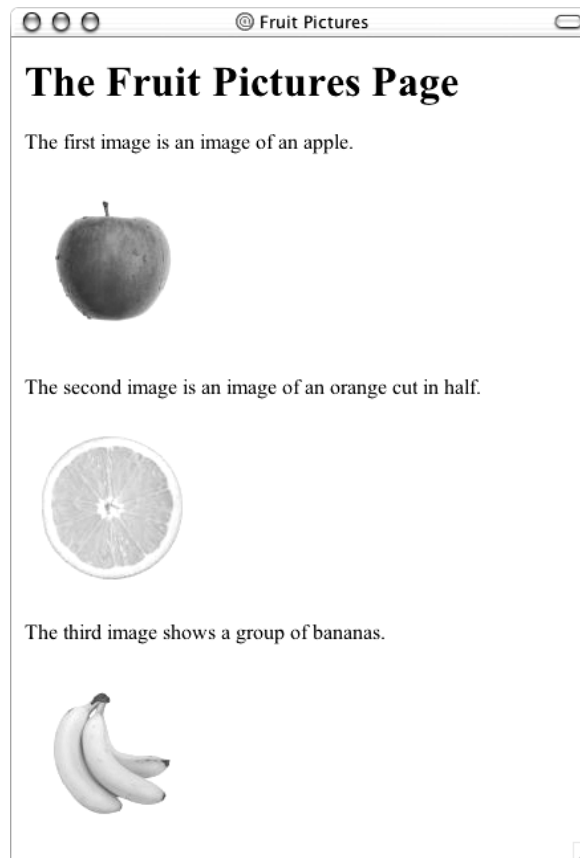 Fruit Pictures
The Fruit Pictures Page
The first image is an image of an apple.
The second image is an image of an orange cut in half.
The third image shows a group of bananas.